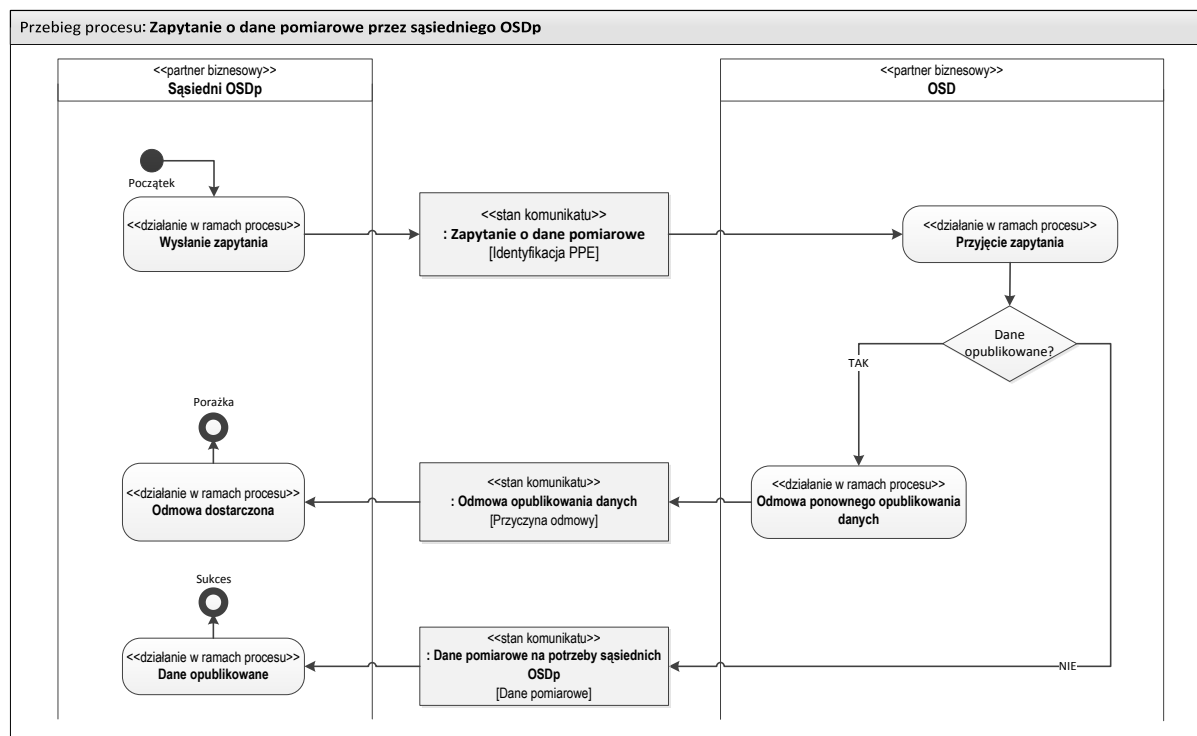 Przebieg procesu: Zapytanie o dane pomiarowe przez sąsiedniego OSDp
<<partner biznesowy>>
Sąsiedni OSDp
<<partner biznesowy>>
OSD
Początek
<<działanie w ramach procesu>>
Wysłanie zapytania
<<stan komunikatu>>
: Zapytanie o dane pomiarowe
[Identyfikacja PPE]
<<działanie w ramach procesu>>
Przyjęcie zapytania
Dane
opublikowane?
TAK
Porażka
<<działanie w ramach procesu>>
Odmowa dostarczona
<<stan komunikatu>>
: Odmowa opublikowania danych
[Przyczyna odmowy]
<<działanie w ramach procesu>>
Odmowa ponownego opublikowania
danych
Sukces
<<działanie w ramach procesu>>
Dane opublikowane
<<stan komunikatu>>
: Dane pomiarowe na potrzeby sąsiednich
OSDp
[Dane pomiarowe]
NIE